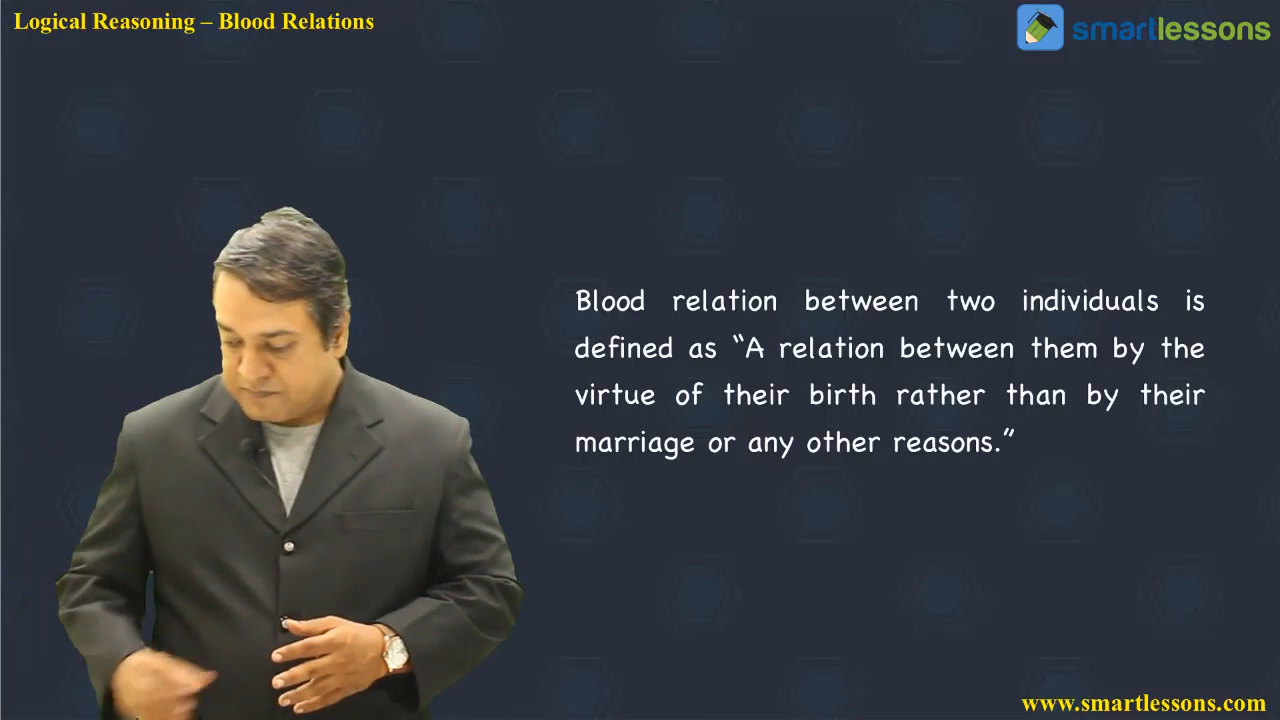 Logical Reasoning – Blood Relations
smartlessons
Blood relation between two individuals is
defined as “A relation between them by the
virtue of their birth rather than by their
marriage or any other reasons.”
www.smartlessons.com